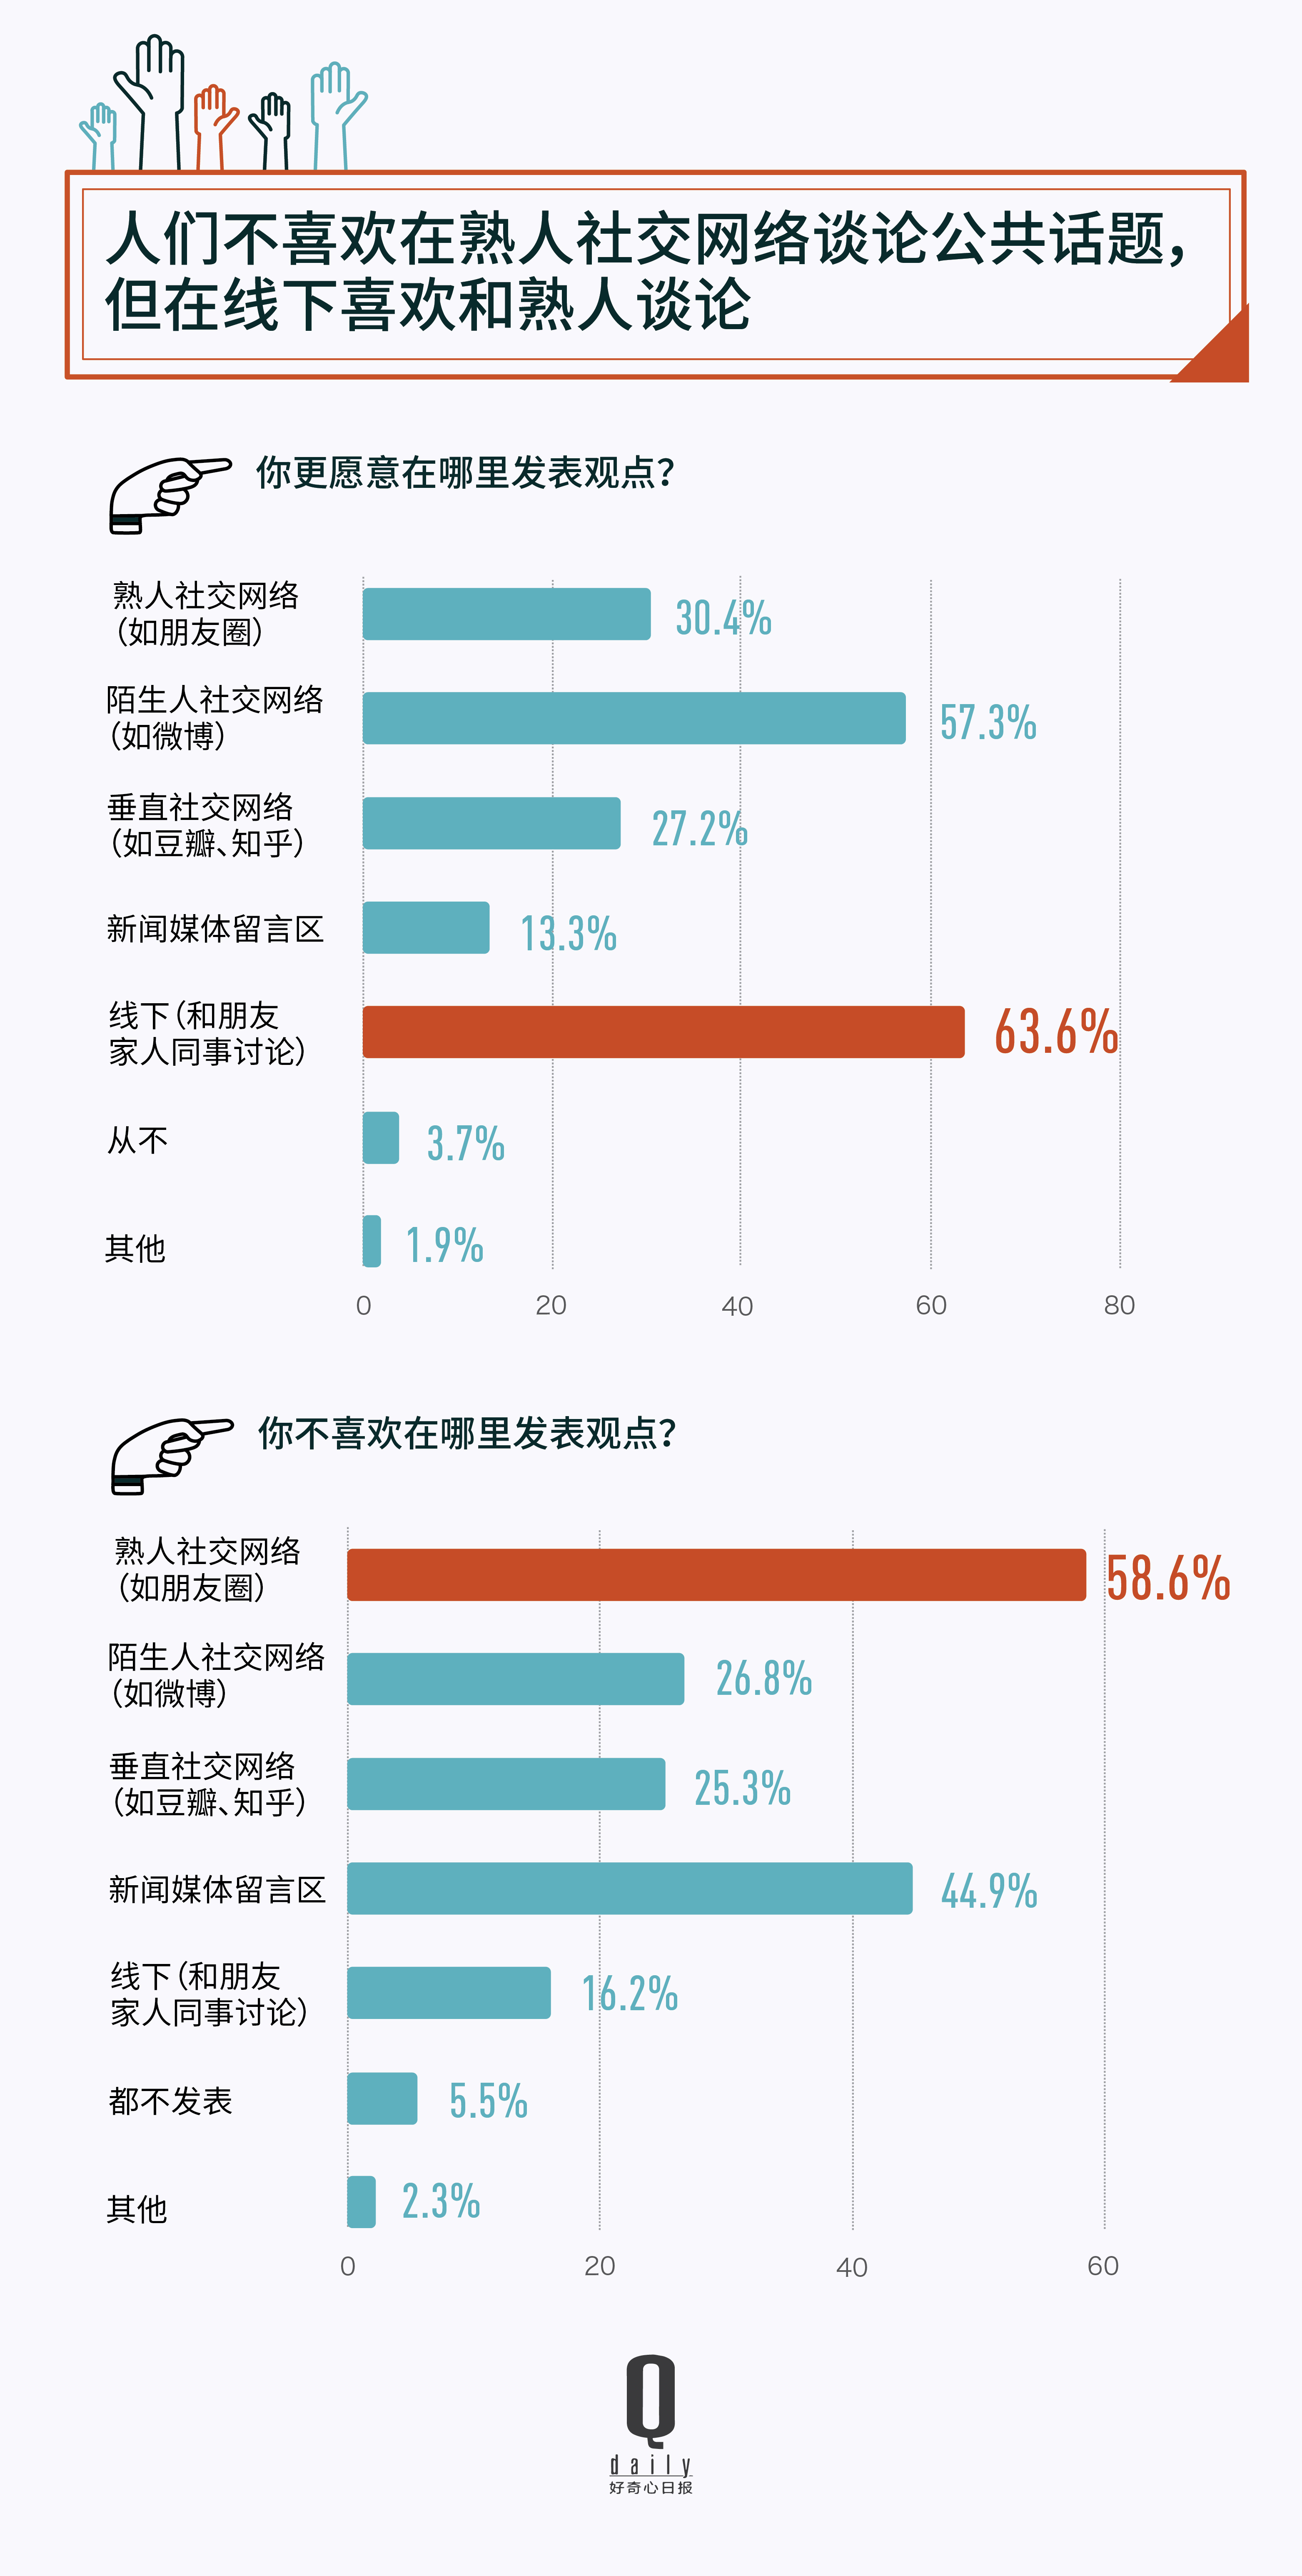 人们不喜欢在熟人社交网络谈论公共话题，
但在线下喜欢和熟人谈论
你更愿意在哪里发表观点？
熟人社交网络
（如朋友圈）
30.4%
陌生人社交网络
（如微博）
57.3%
垂直社交网络
（如豆瓣、知乎）
27.2%
新闻媒体留言区
13.3%
线下（和朋友
家人同事讨论）
63.6%
从不
3.7%
其他
1.9%
0 20 40 60 80
你不喜欢在哪里发表观点？
熟人社交网络
（如朋友圈）
58.6%
陌生人社交网络
（如微博）
26.8%
垂直社交网络
（如豆瓣、知乎）
25.3%
新闻媒体留言区
44.9%
线下（和朋友
家人同事讨论）
16.2%
都不发表
5.5%
其他
2.3%
0 20 40 60
Q
daily
好奇心日报